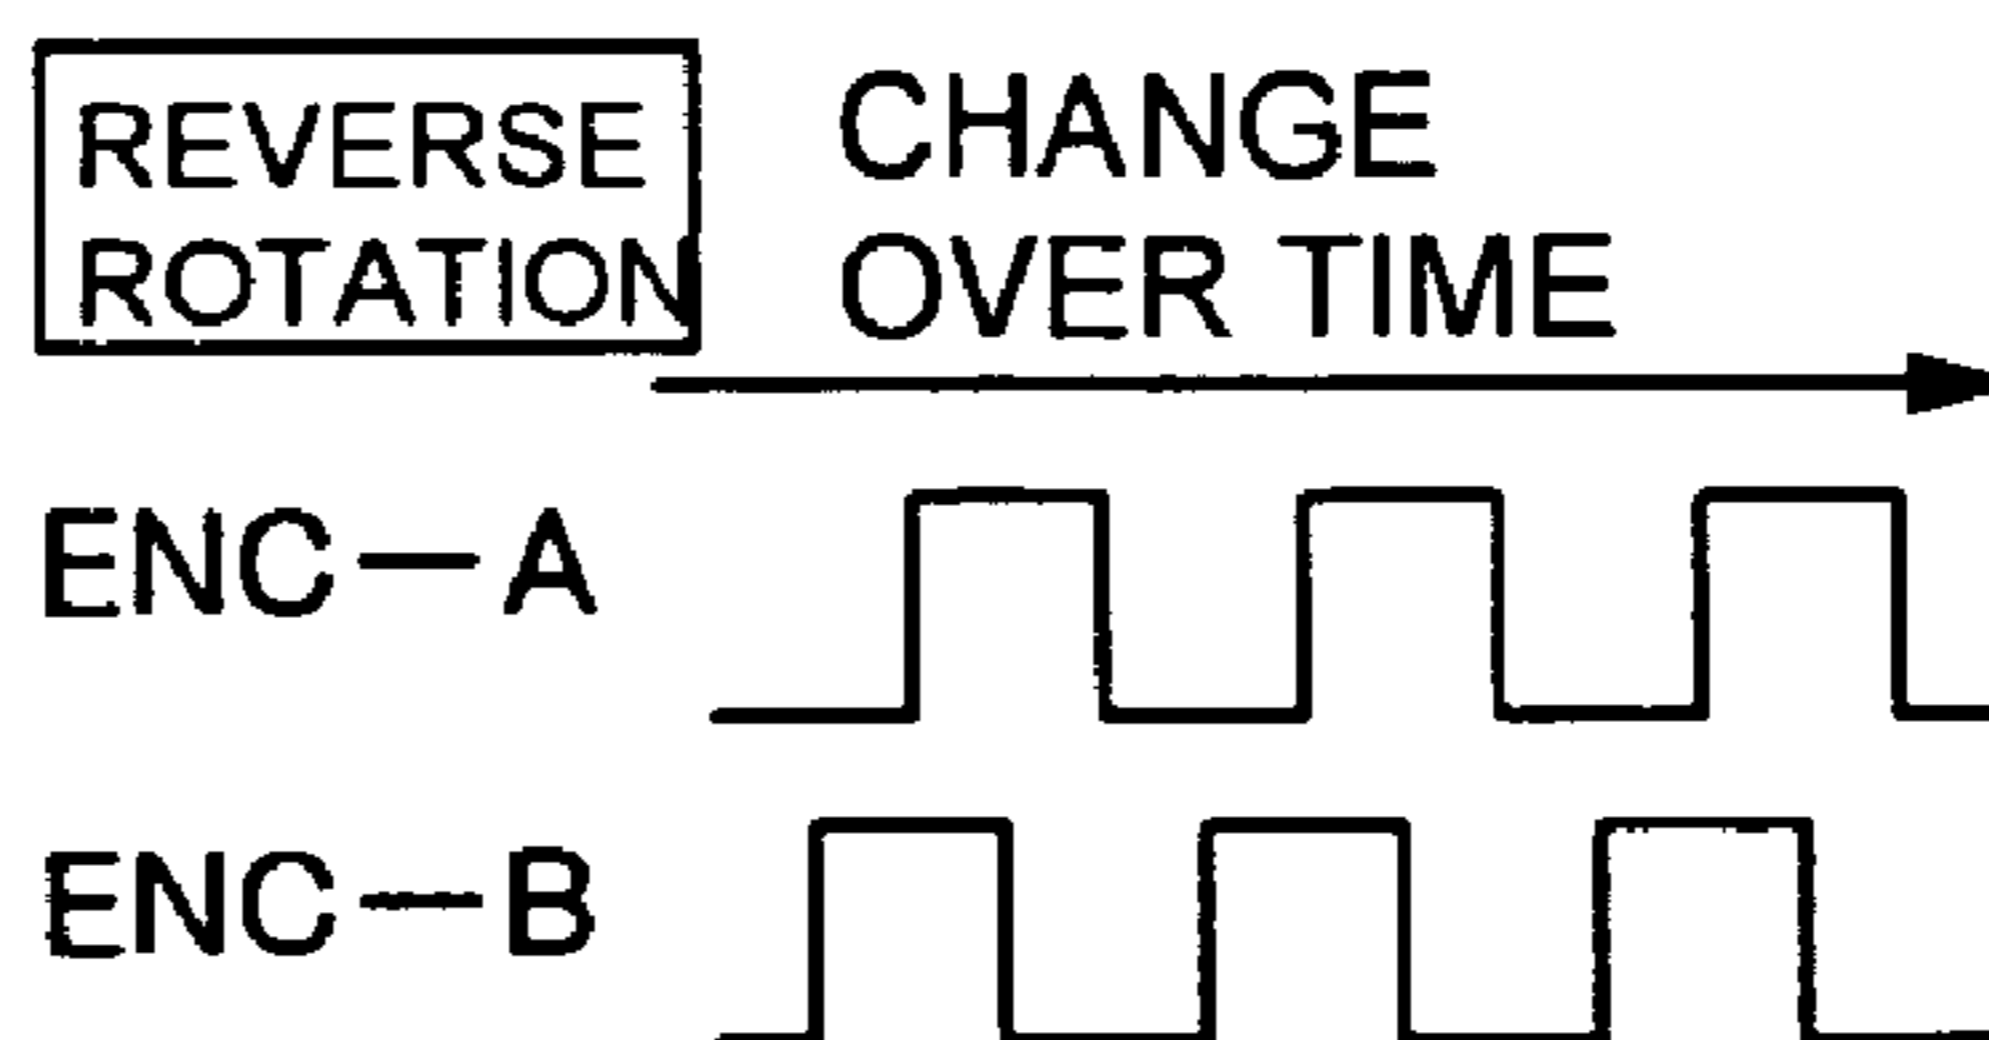 REVERSE
ROTATION
CHANGE
OVER TIME
ENC—A
ENC—B